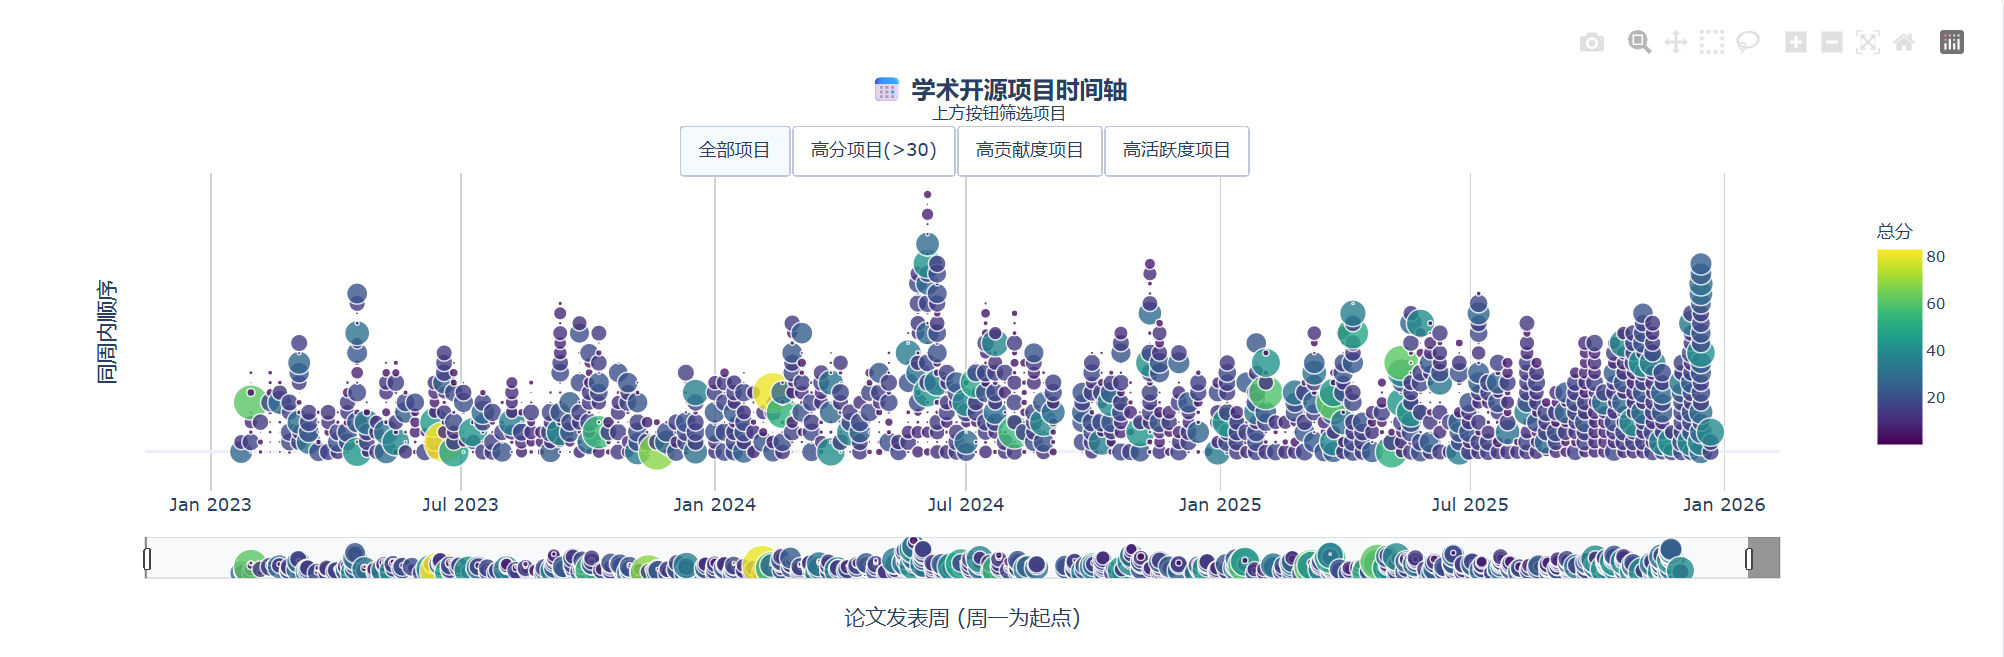 学术开源项目时间轴
上方按钮筛选项目
全部项目
高分项目(>30)
高贡献度项目
高活跃度项目
同周内顺序
总分
80
60
40
20
Jan 2023
Jul 2023
Jan 2024
Jul 2024
Jan 2025
Jul 2025
Jan 2026
论文发表周 (周一为起点)